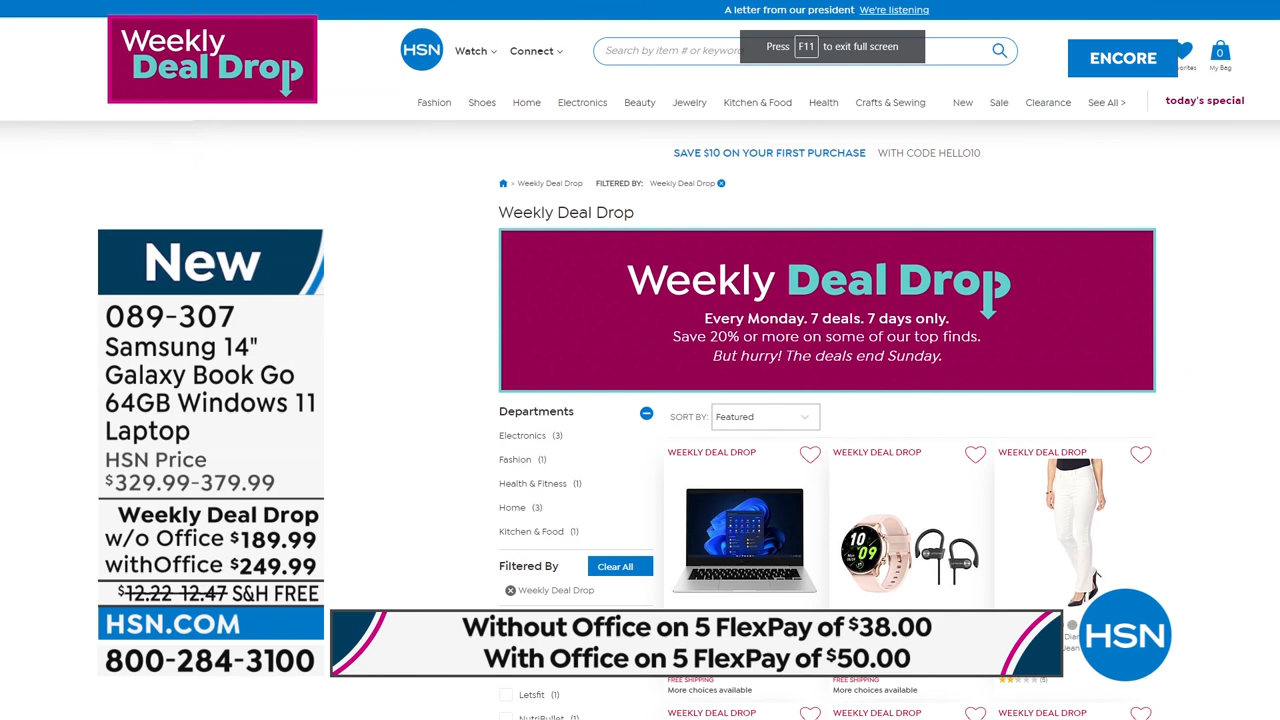 A letter from our president We're listening
Weekly
Deal Drop
HSN
Watch
Connect
Search by item # or keyword
Press F11 to exit full screen
ENCORE
0
My Bag
Fashion Shoes Home Electronics Beauty Jewelry Kitchen & Food Health Crafts & Sewing New Sale Clearance See All >
today's special
SAVE $10 ON YOUR FIRST PURCHASE WITH CODE HELLO10
> Weekly Deal Drop FILTERED BY: Weekly Deal Drop
Weekly Deal Drop
Weekly Deal Drop
Every Monday. 7 deals. 7 days only.
Save 20% or more on some of our top finds.
But hurry! The deals end Sunday.
New
089-307
Samsung 14"
Galaxy Book Go
64GB Windows 11
Laptop
HSN Price
$329.99-379.99
Weekly Deal Drop
w/o Office $189.99
withOffice $249.99
$12.22-12.47 S&H FREE
HSN.COM
800-284-3100
Departments
Electronics (3)
Fashion (1)
Health & Fitness (1)
Home (3)
Kitchen & Food (1)
Filtered By
Clear All
Weekly Deal Drop
SORT BY: Featured
WEEKLY DEAL DROP
WEEKLY DEAL DROP
WEEKLY DEAL DROP
10
09
Without Office on 5 FlexPay of $38.00
With Office on 5 FlexPay of $50.00
HSN
FREE SHIPPING
More choices available
FREE SHIPPING
More choices available
(5)
Letsfit (1)
NutriBullet (1)
WEEKLY DEAL DROP
WEEKLY DEAL DROP
WEEKLY DEAL DROP